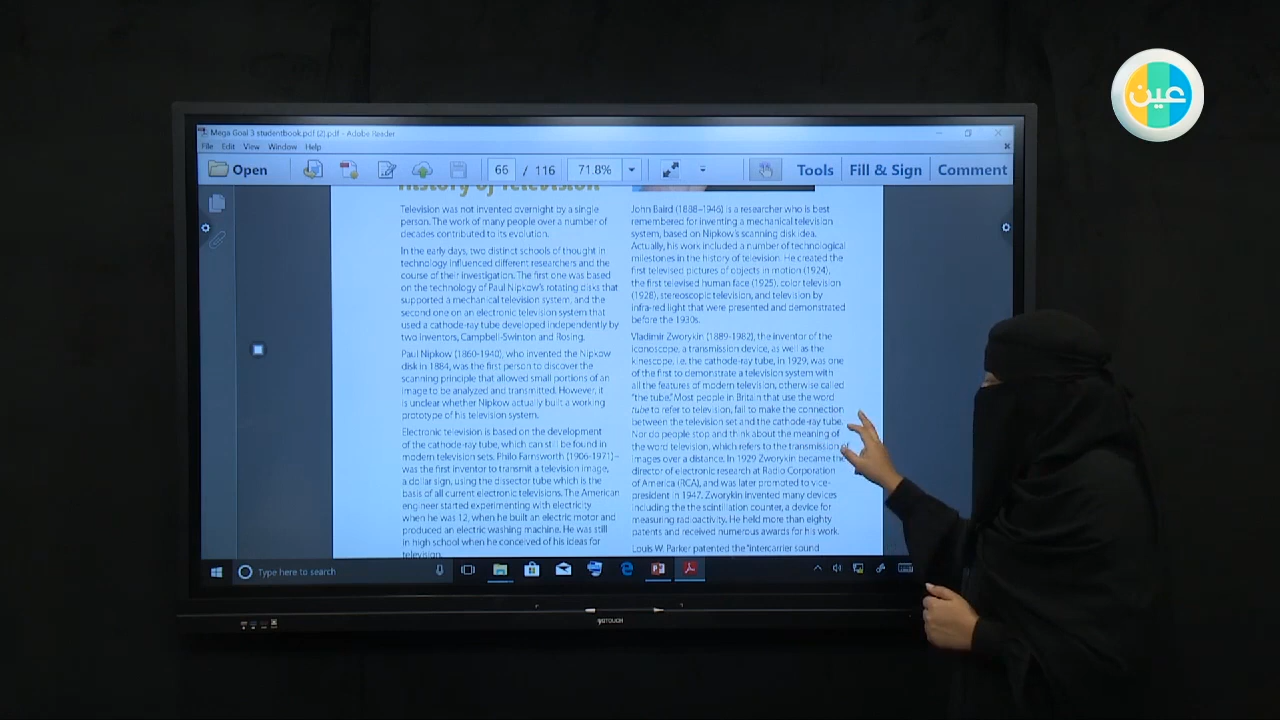 عين
Mega Goal 3 studentbook.pdf (2).pdf - Adobe Reader
File Edit View Window Help
Open
66 / 116
71.8%
Tools
Fill & Sign
Comment
History of Television
Television was not invented overnight by a single
person. The work of many people over a number of
decades contributed to its evolution.
In the early days, two distinct schools of thought in
technology influenced different researchers and the
course of their investigation. The first one was based
on the technology of Paul Nipkow's rotating disks that
supported a mechanical television system, and the
second one on an electronic television system that
used a cathode-ray tube developed independently by
two inventors, Campbell-Swinton and Rosing.
Paul Nipkow (1860-1940), who invented the Nipkow
disk in 1884, was the first person to discover the
scanning principle that allowed small portions of an
image to be analyzed and transmitted. However, it
is unclear whether Nipkow actually built a working
prototype of his television system.
Electronic television is based on the development
of the cathode-ray tube, which can still be found in
modern television sets. Philo Farnsworth (1906-1971)–
was the first inventor to transmit a television image,
a dollar sign, using the dissector tube which is the
basis of all current electronic televisions. The American
engineer started experimenting with electricity
when he was 12, when he built an electric motor and
produced an electric washing machine. He was still
in high school when he conceived of his ideas for
television.
John Baird (1888–1946) is a researcher who is best
remembered for inventing a mechanical television
system, based on Nipkow's scanning disk idea.
Actually, his work included a number of technological
milestones in the history of television. He created the
first televised pictures of objects in motion (1924),
the first televised human face (1925), color television
(1928), stereoscopic television, and television by
infra-red light that were presented and demonstrated
before the 1930s.
Vladimir Zworykin (1889-1982), the inventor of the
iconoscope, a transmission device, as well as the
kinescope, i.e. the cathode-ray tube, in 1929, was one
of the first to demonstrate a television system with
all the features of modern television, otherwise called
"the tube." Most people in Britain that use the word
tube to refer to television, fail to make the connection
between the television set and the cathode-ray tube.
Nor do people stop and think about the meaning of
the word television, which refers to the transmission of
images over a distance. In 1929 Zworykin became the
director of electronic research at Radio Corporation
of America (RCA), and was later promoted to vice-
president in 1947. Zworykin invented many devices
including the the scintillation counter, a device for
measuring radioactivity. He held more than eighty
patents and received numerous awards for his work.
Louis W. Parker patented the "Intercarrier sound
Type here to search